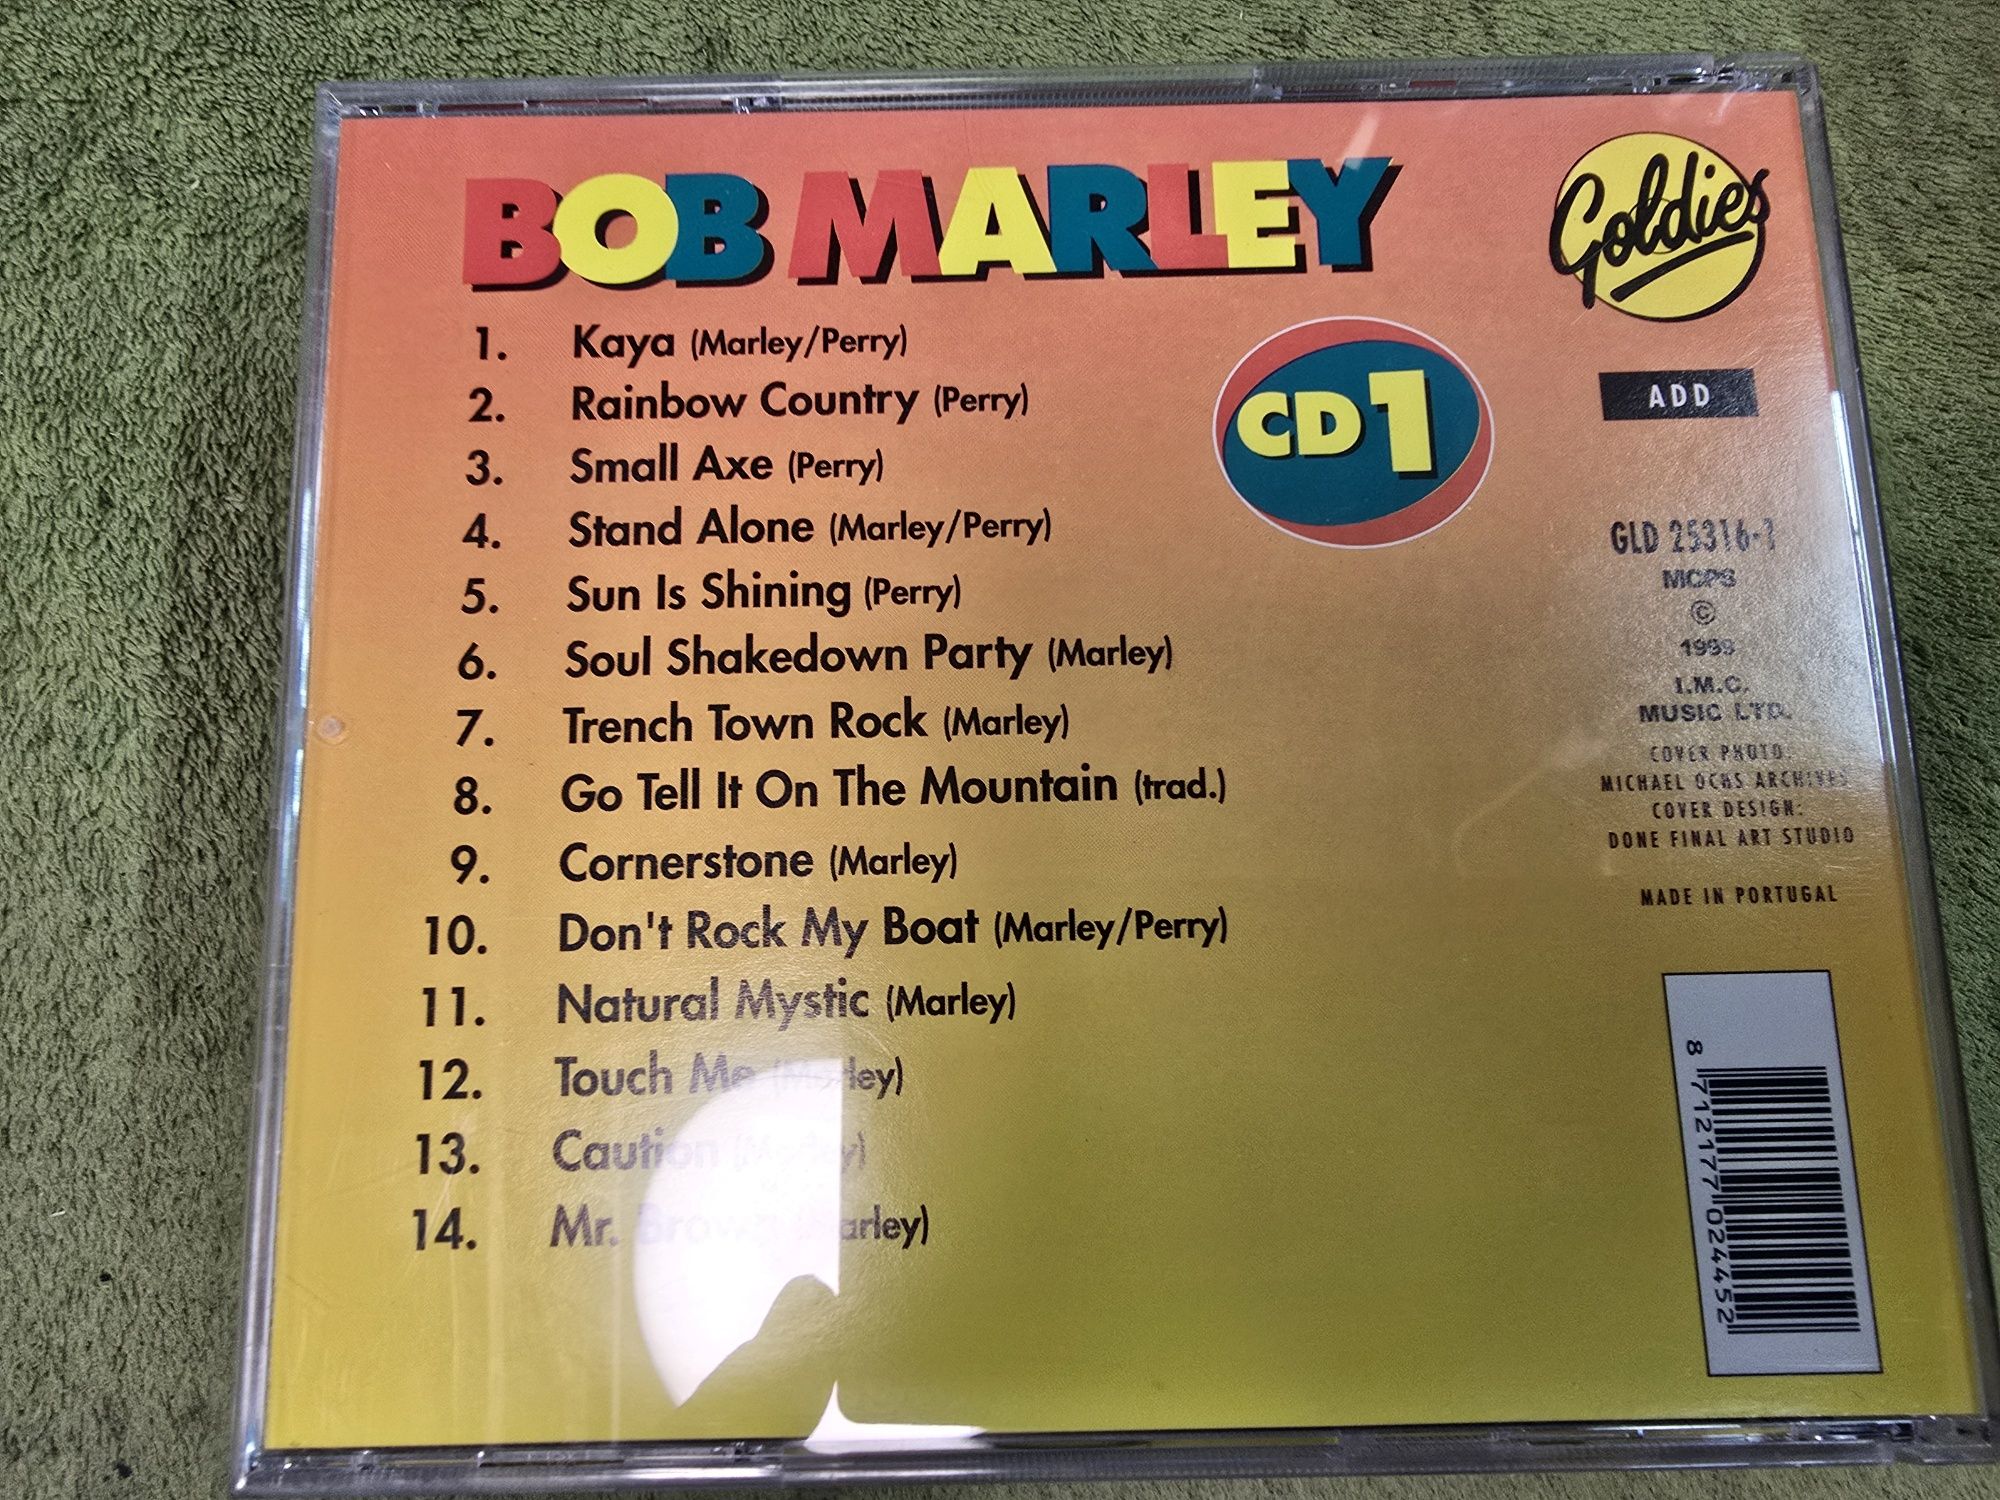 BOB MARLEY
Goldies
1. Kaya (Marley/Perry)
2. Rainbow Country (Perry)
3. Small Axe (Perry)
4. Stand Alone (Marley/Perry)
5. Sun Is Shining (Perry)
6. Soul Shakedown Party (Marley)
7. Trench Town Rock (Marley)
8. Go Tell It On The Mountain (trad.)
9. Cornerstone (Marley)
10. Don't Rock My Boat (Marley/Perry)
11. Natural Mystic (Marley)
12. Touch Me (Marley)
13. Caution (Marley)
14. Mr. Brown (Marley)
CD 1
ADD
GLD 25316-1
MCPS
©
I.M.C.
MUSIC LTD.
COVER PHOTO:
MICHAEL OCHS ARCHIVES
COVER DESIGN:
DONE FINAL ART STUDIO
MADE IN PORTUGAL
8 712177 024452